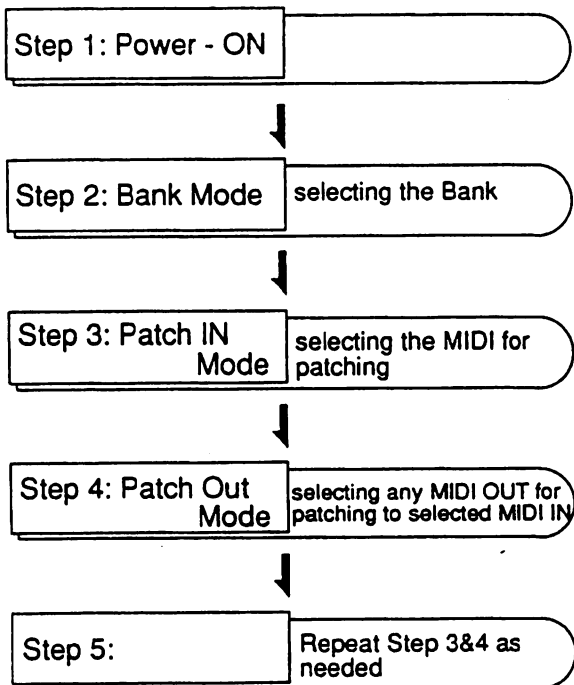 Step 1: Power - ON
Step 2: Bank Mode
selecting the Bank
Step 3: Patch IN
Mode
selecting the MIDI for
patching
Step 4: Patch Out
Mode
selecting any MIDI OUT for
patching to selected MIDI IN
Step 5:
Repeat Step 3&4 as
needed